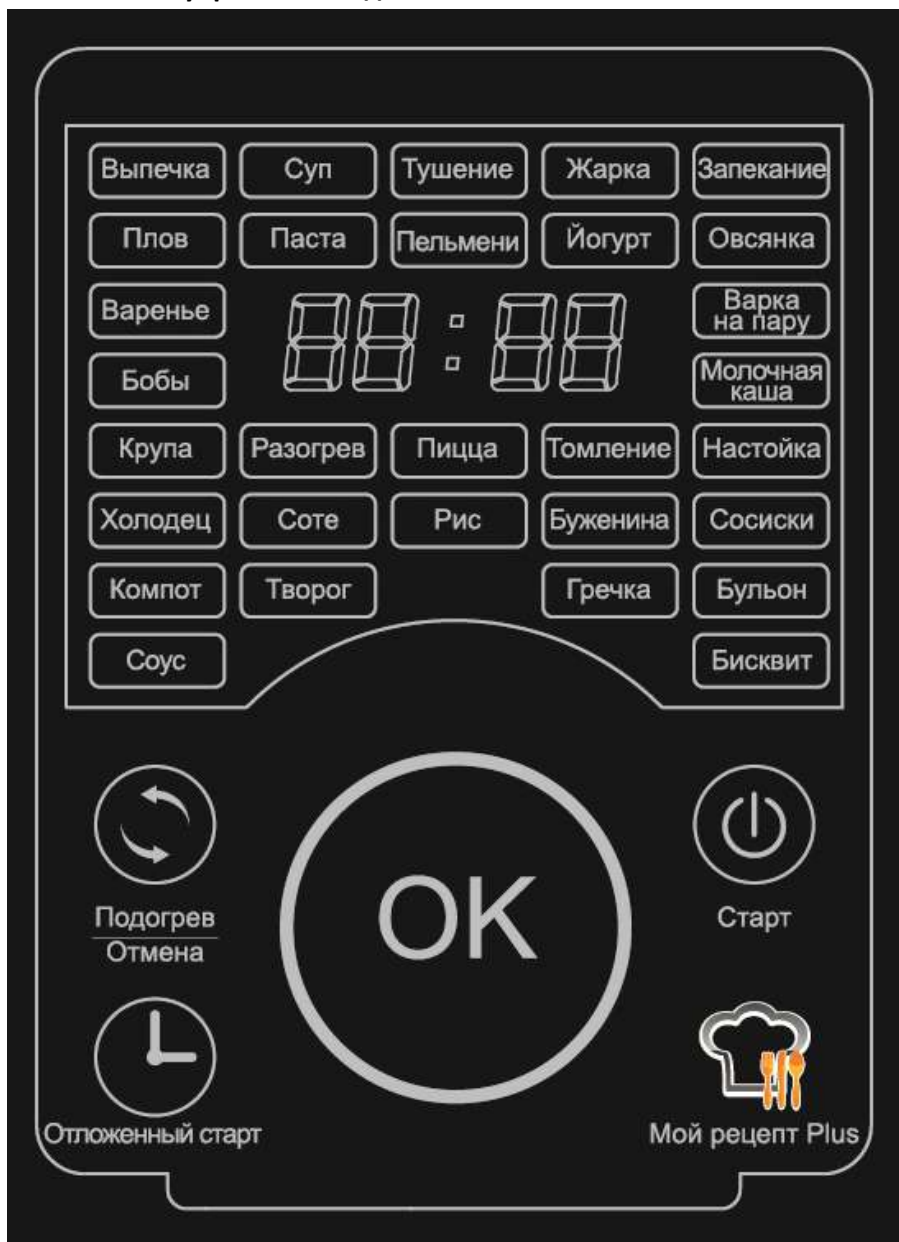 Выпечка Суп Тушение Жарка Запекание
Плов Паста Пельмени Йогурт Овсянка
Варенье 88:88 Варка
на пару
Бобы Молочная
каша
Крупа Разогрев Пицца Томление Настойка
Холодец Соте Рис Буженина Сосиски
Компот Творог Гречка Бульон
Соус Бисквит
OK
Подогрев
Отмена
Старт
Отложенный старт
Мой рецепт Plus